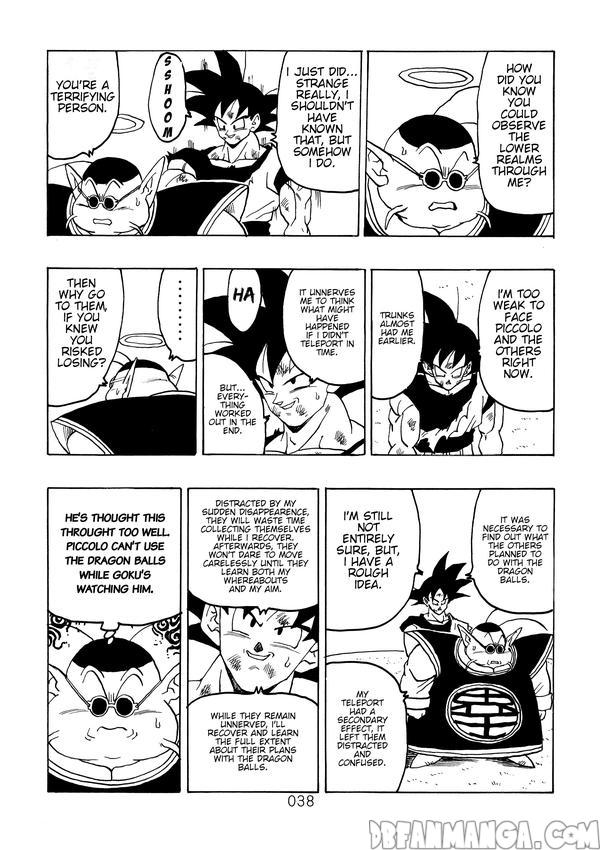 HOW
DID YOU
KNOW
YOU COULD
OBSERVE
THE
LOWER
REALMS
THROUGH
ME?
I JUST DID...
STRANGE
REALLY, I
SHOULDN'T
HAVE
KNOWN
THAT, BUT
SOMEHOW
I DO.
SSHOOM
YOU'RE A
TERRIFYING
PERSON.
I'M TOO
WEAK TO
FACE
PICCOLO
AND THE
OTHERS
RIGHT
NOW.
TRUNKS
ALMOST HAD
ME EARLIER.
IT UNNERVES
ME TO THINK
WHAT MIGHT
HAVE
HAPPENED
IF I DIDN'T
TELEPORT IN
TIME.
HA
BUT...
EVERY-
THING
WORKED
OUT IN
THE END.
......
THEN
WHY GO
TO THEM,
IF YOU
KNEW
YOU
RISKED
LOSING?
IT WAS
NECESSARY TO
FIND OUT WHAT
THE OTHERS
PLANNED TO
DO WITH THE
DRAGON
BALLS.
I'M STILL
NOT
ENTIRELY
SURE, BUT,
I HAVE A
ROUGH
IDEA.
MY
TELEPORT
HAD A
SECONDARY
EFFECT, IT
LEFT THEM
DISTRACTED
AND
CONFUSED.
DISTRACTED BY MY
SUDDEN DISAPPEARENCE,
THEY WILL WASTE TIME
COLLECTING THEMSELVES
WHILE I RECOVER.
AFTERWARDS, THEY
WON'T DARE TO MOVE
CARELESSLY UNTIL THEY
LEARN BOTH MY
WHEREABOUTS
AND MY AIM.
WHILE THEY REMAIN
UNNERVED, I'LL
RECOVER AND LEARN
THE FULL EXTENT
ABOUT THEIR PLANS
WITH THE DRAGON
BALLS.
HE'S THOUGHT THIS
THROUGHT TOO WELL.
PICCOLO CAN'T USE
THE DRAGON BALLS
WHILE GOKU'S
WATCHING HIM.
038
DBFANMANGA.COM